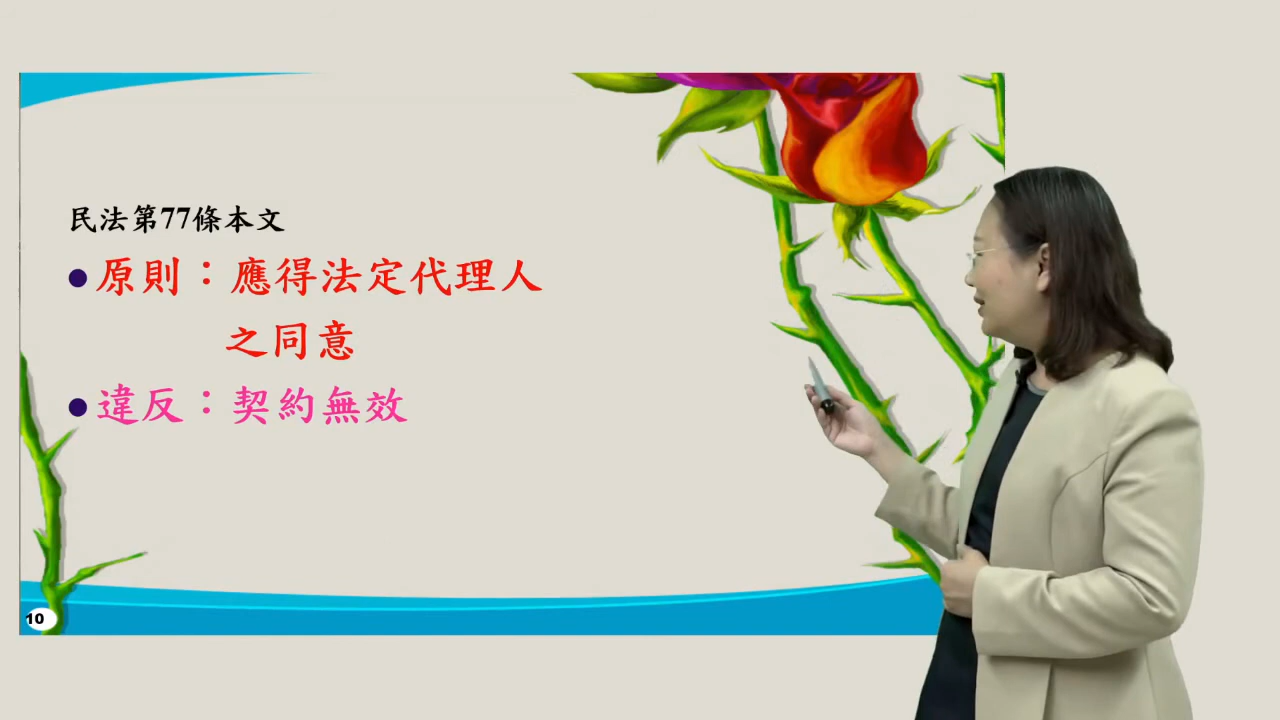 民法第77條本文
●原則：應得法定代理人
之同意
●違反：契約無效
10